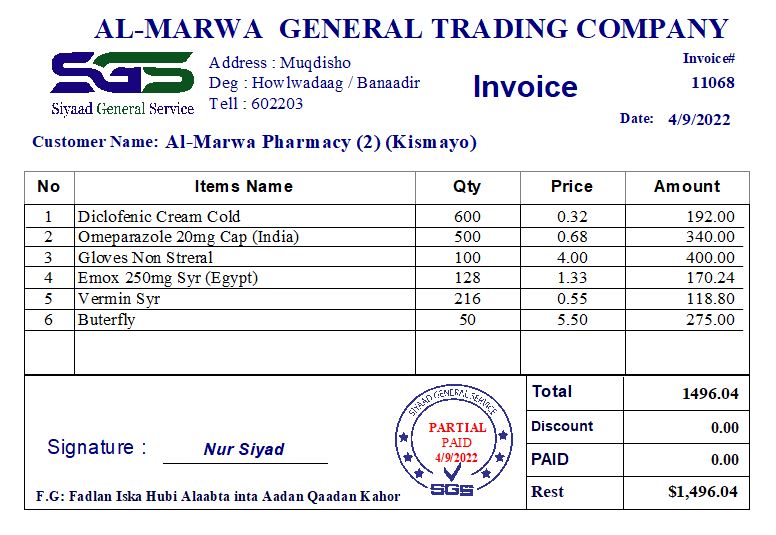 AL-MARWA GENERAL TRADING COMPANY
SGS
Siyaad General Service
Address : Muqdisho
Deg : Howlwadaag / Banaadir
Tell : 602203
Invoice
Invoice#
11068
Date: 4/9/2022
Customer Name: Al-Marwa Pharmacy (2) (Kismayo)
No Items Name Qty Price Amount
1 Diclofenic Cream Cold 600 0.32 192.00
2 Omeparazole 20mg Cap (India) 500 0.68 340.00
3 Gloves Non Streral 100 4.00 400.00
4 Emox 250mg Syr (Egypt) 128 1.33 170.24
5 Vermin Syr 216 0.55 118.80
6 Buterfly 50 5.50 275.00
Total 1496.04
Discount 0.00
PAID 0.00
Rest $1,496.04
Signature : Nur Siyad
SIYAAD GENERAL SERVICE
PARTIAL
PAID
4/9/2022
SGS
F.G: Fadlan Iska Hubi Alaabta inta Aadan Qaadan Kahor